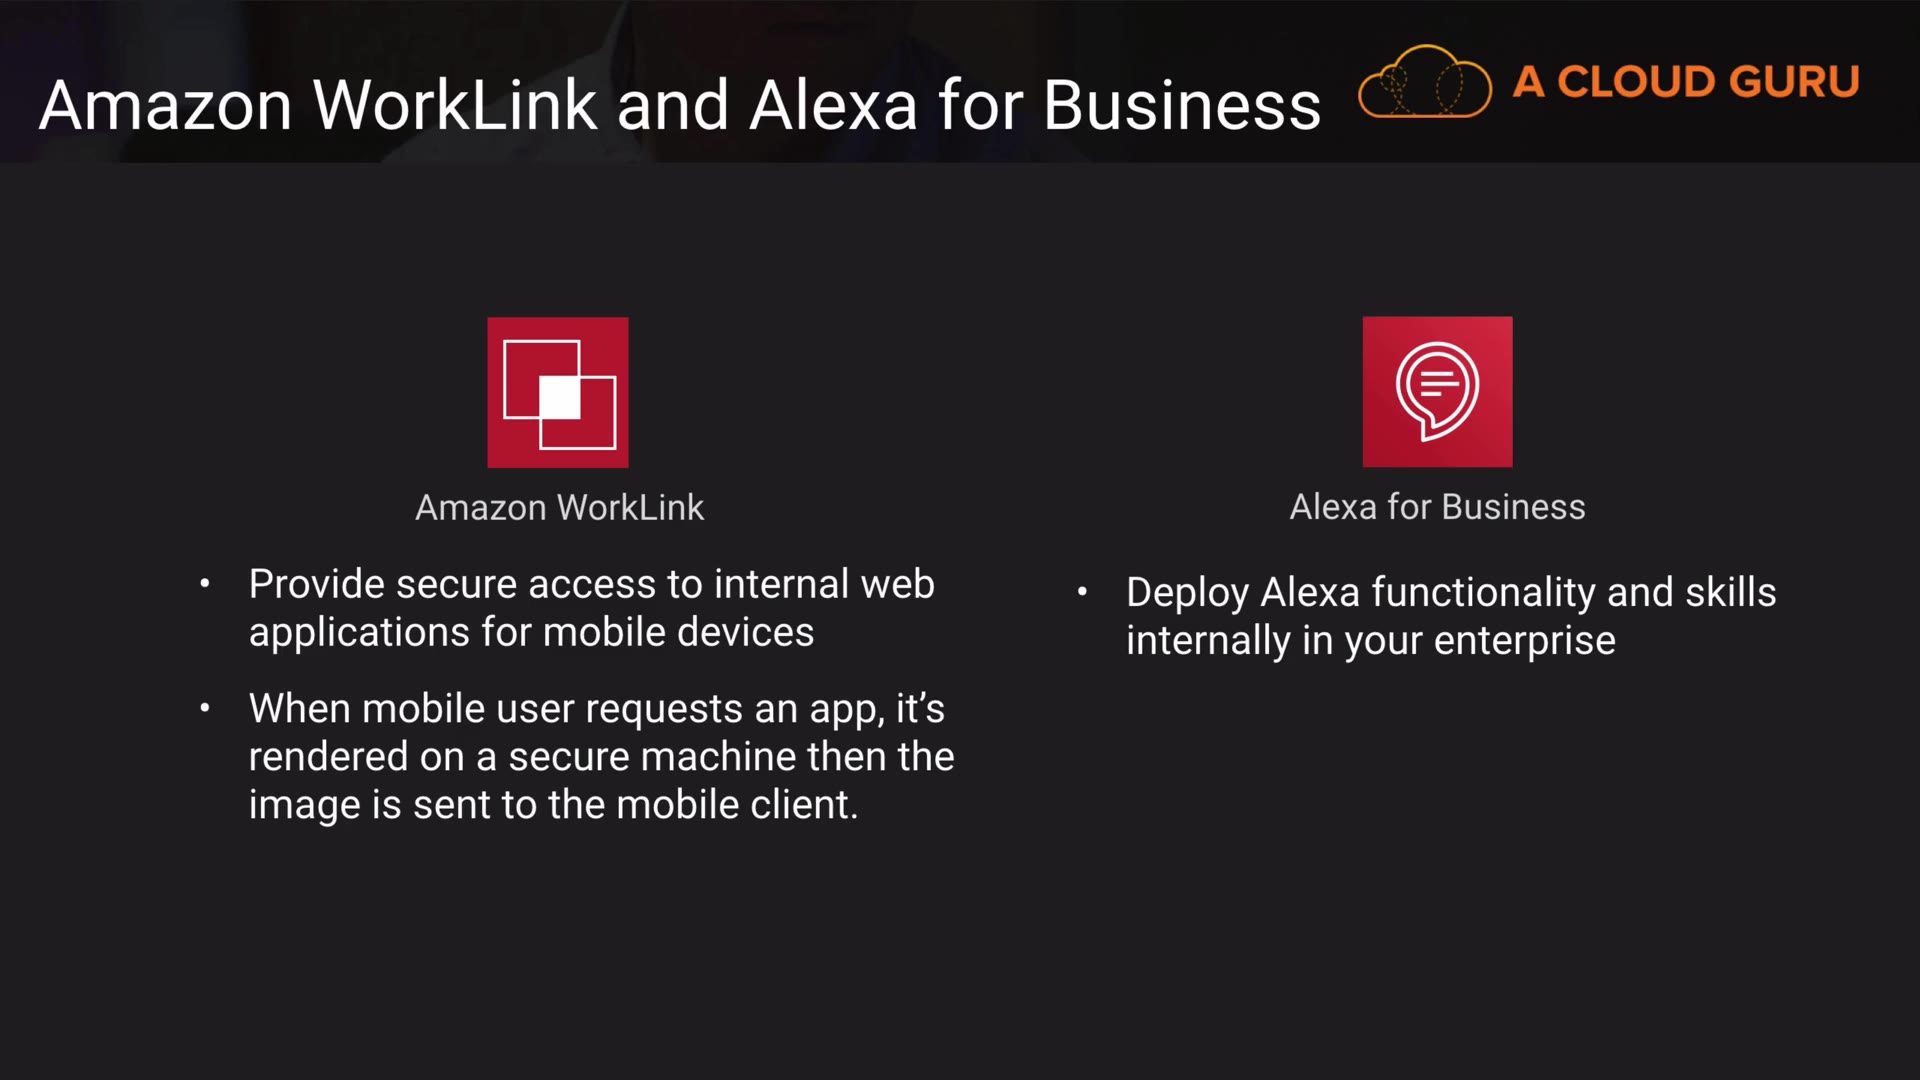 Amazon WorkLink and Alexa for Business
A CLOUD GURU
Amazon WorkLink
• Provide secure access to internal web
applications for mobile devices
• When mobile user requests an app, it’s
rendered on a secure machine then the
image is sent to the mobile client.
Alexa for Business
• Deploy Alexa functionality and skills
internally in your enterprise